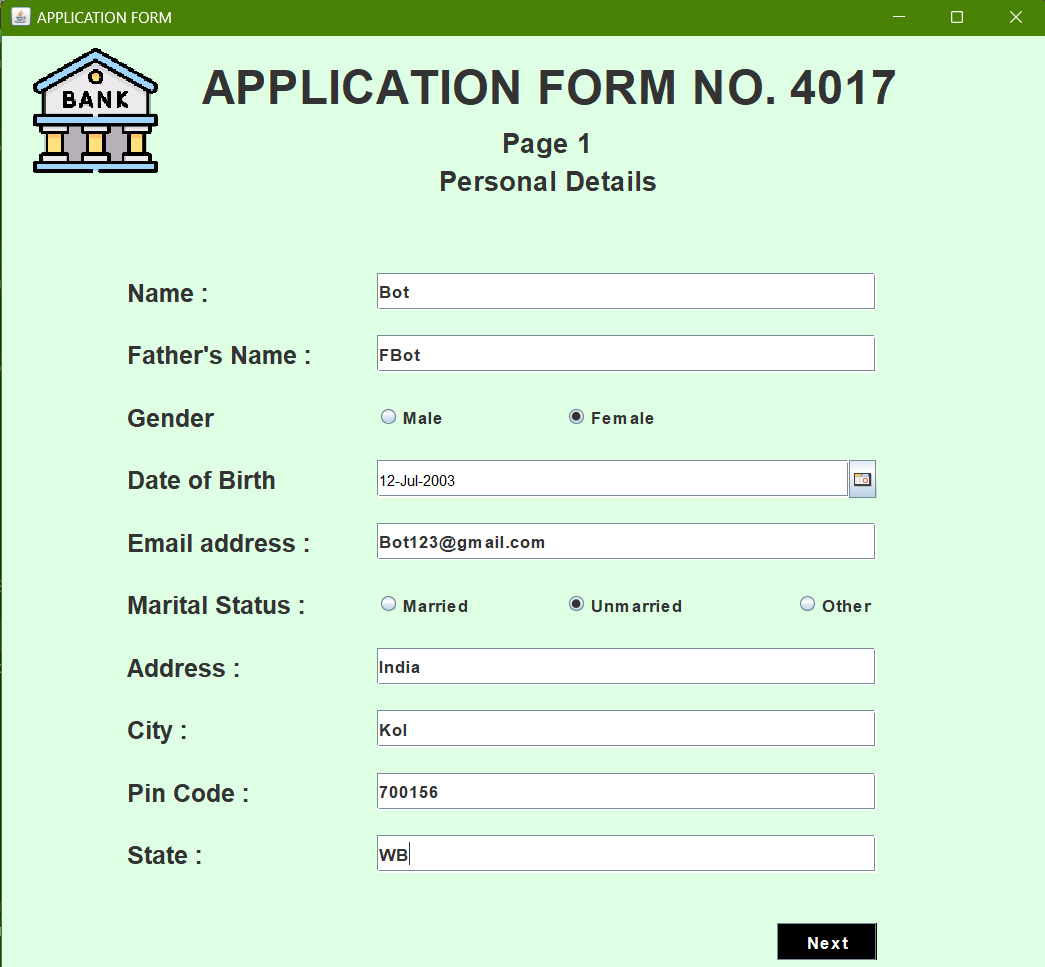 APPLICATION FORM
BANK
APPLICATION FORM NO. 4017
Page 1
Personal Details
Name : Bot
Father's Name : FBot
Gender Male Female
Date of Birth 12-Jul-2003
Email address : Bot123@gmail.com
Marital Status : Married Unmarried Other
Address : India
City : Kol
Pin Code : 700156
State : WB
Next